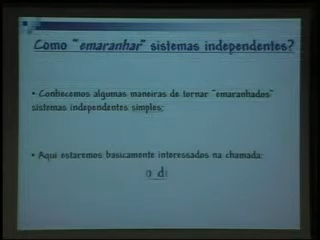 Como "emaranhar" sistemas independentes?
• Conhecemos algumas maneiras de tornar "emaranhados"
sistemas independentes simples;
• Aqui estaremos basicamente interessados na chamada: